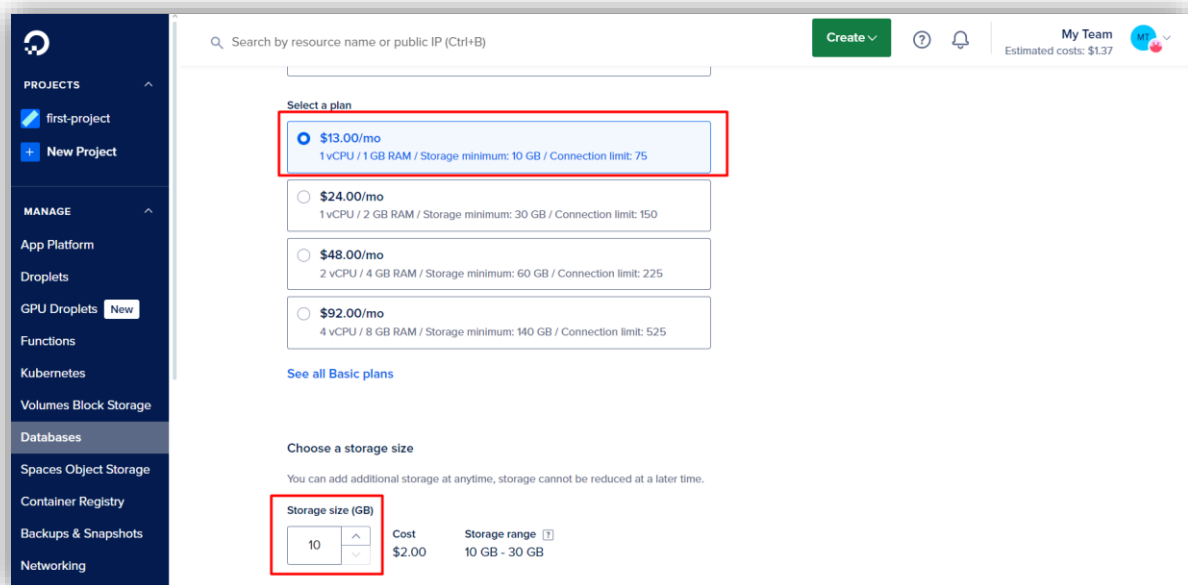 Search by resource name or public IP (Ctrl+B)
Create
My Team
Estimated costs: $1.37
MT
PROJECTS
first-project
New Project
MANAGE
App Platform
Droplets
GPU Droplets New
Functions
Kubernetes
Volumes Block Storage
Databases
Spaces Object Storage
Container Registry
Backups & Snapshots
Networking
Select a plan
$13.00/mo
1 vCPU / 1 GB RAM / Storage minimum: 10 GB / Connection limit: 75
$24.00/mo
1 vCPU / 2 GB RAM / Storage minimum: 30 GB / Connection limit: 150
$48.00/mo
2 vCPU / 4 GB RAM / Storage minimum: 60 GB / Connection limit: 225
$92.00/mo
4 vCPU / 8 GB RAM / Storage minimum: 140 GB / Connection limit: 525
See all Basic plans
Choose a storage size
You can add additional storage at anytime, storage cannot be reduced at a later time.
Storage size (GB)
10
Cost
$2.00
Storage range ?
10 GB - 30 GB